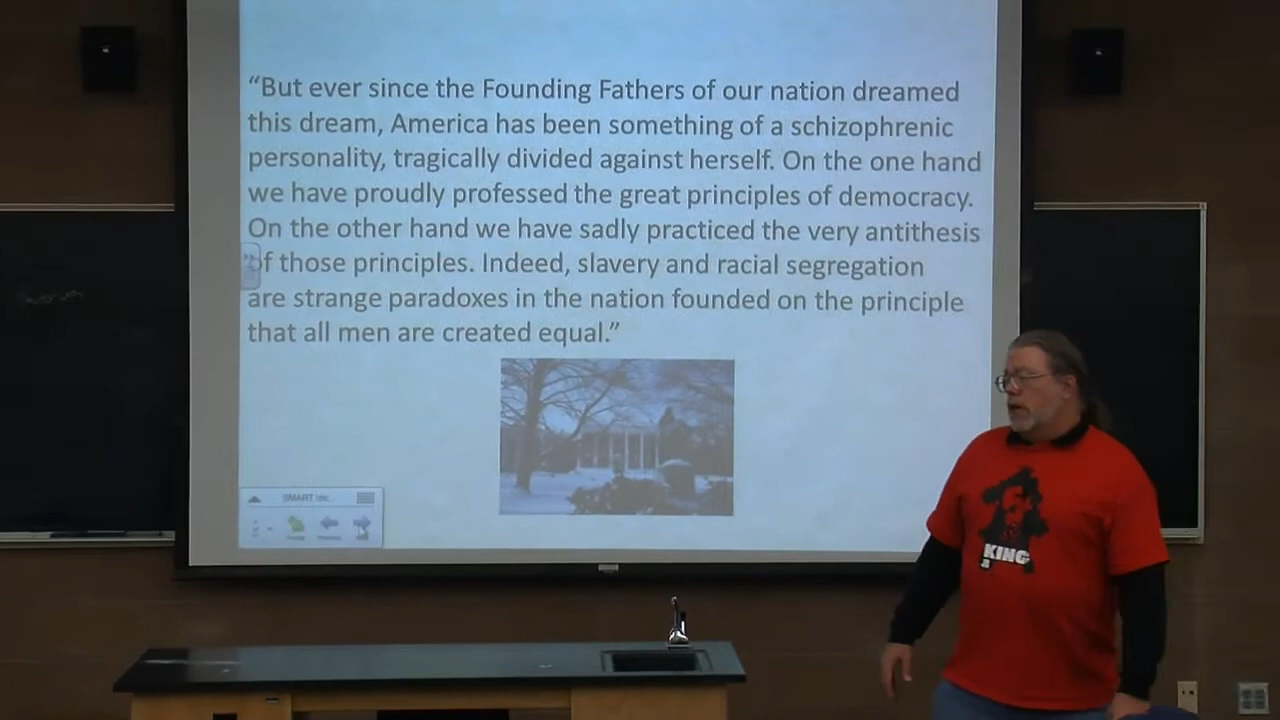 “But ever since the Founding Fathers of our nation dreamed
this dream, America has been something of a schizophrenic
personality, tragically divided against herself. On the one hand
we have proudly professed the great principles of democracy.
On the other hand we have sadly practiced the very antithesis
of those principles. Indeed, slavery and racial segregation
are strange paradoxes in the nation founded on the principle
that all men are created equal.”
SMART
KING